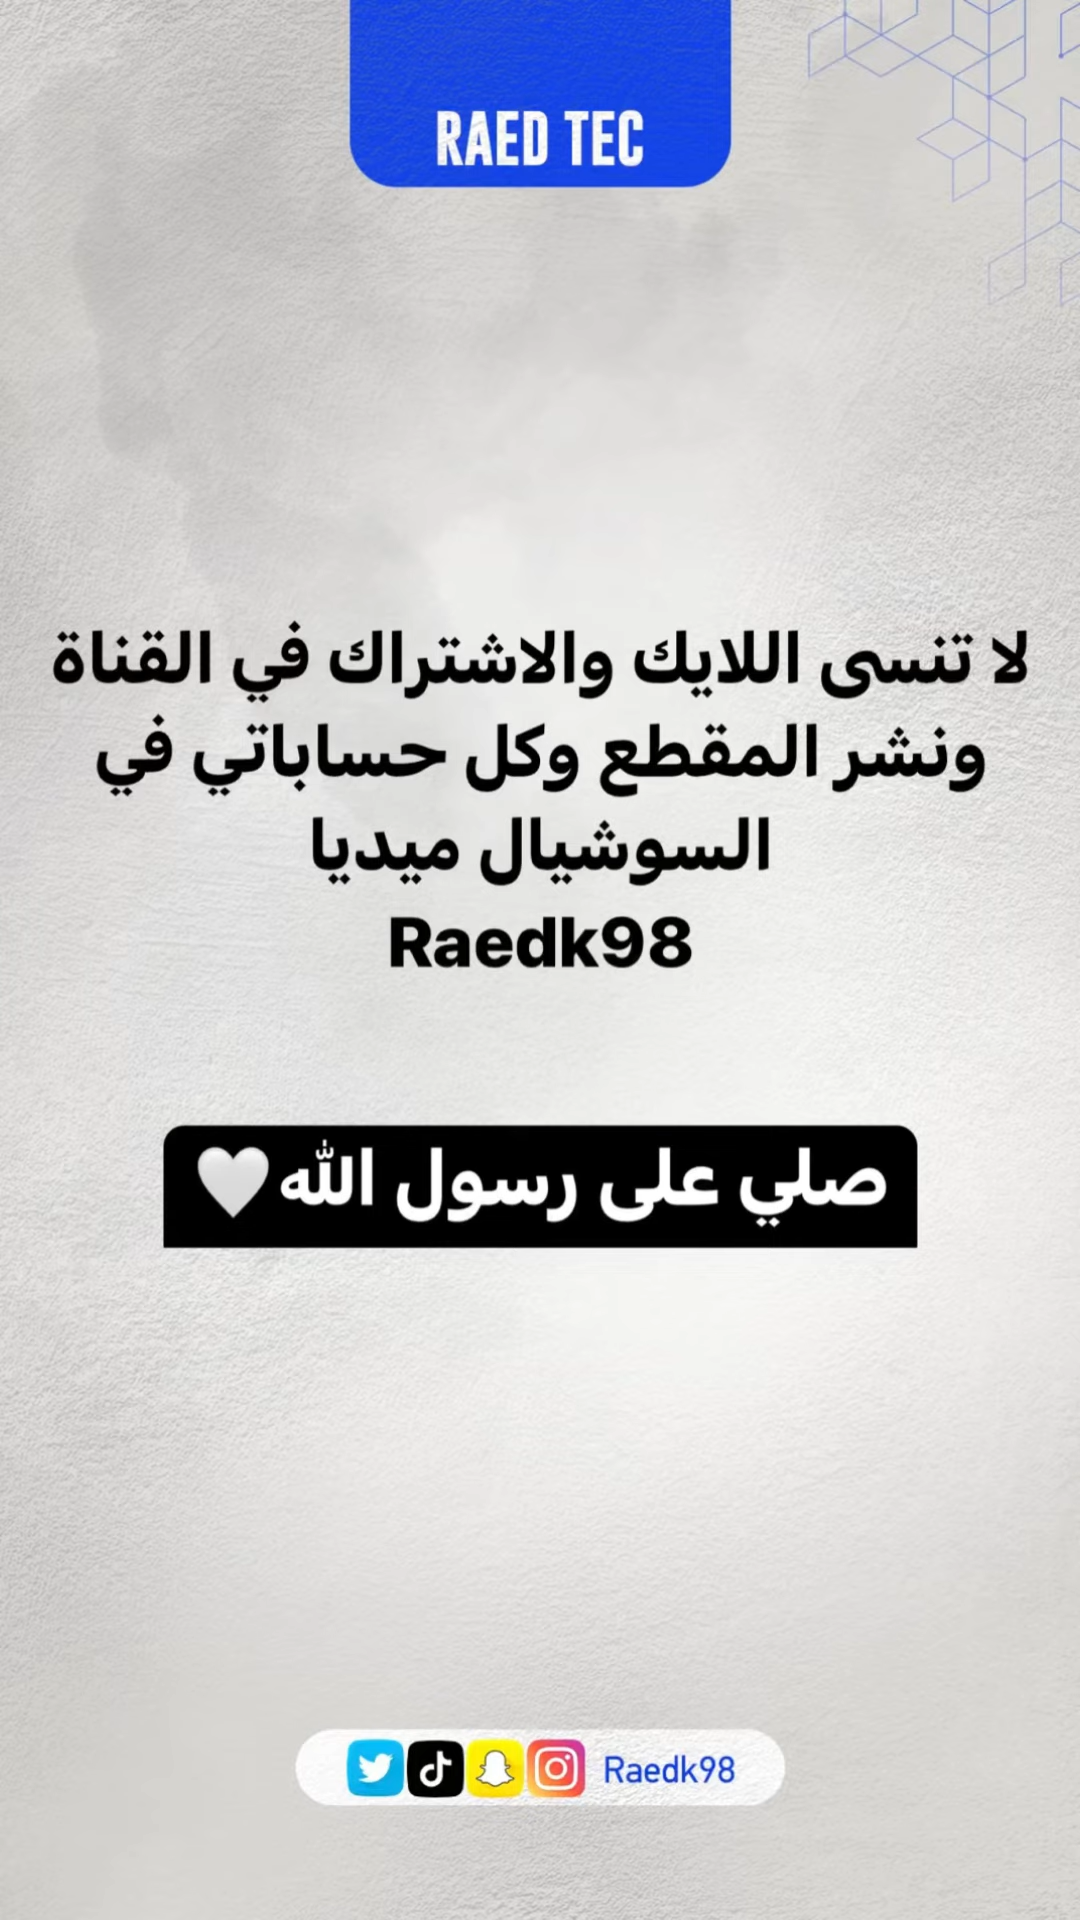 RAED TEC
لا تنسى اللايك والاشتراك في القناة
ونشر المقطع وكل حساباتي في
السوشيال ميديا
Raedk98
صلي على رسول الله🤍
Raedk98